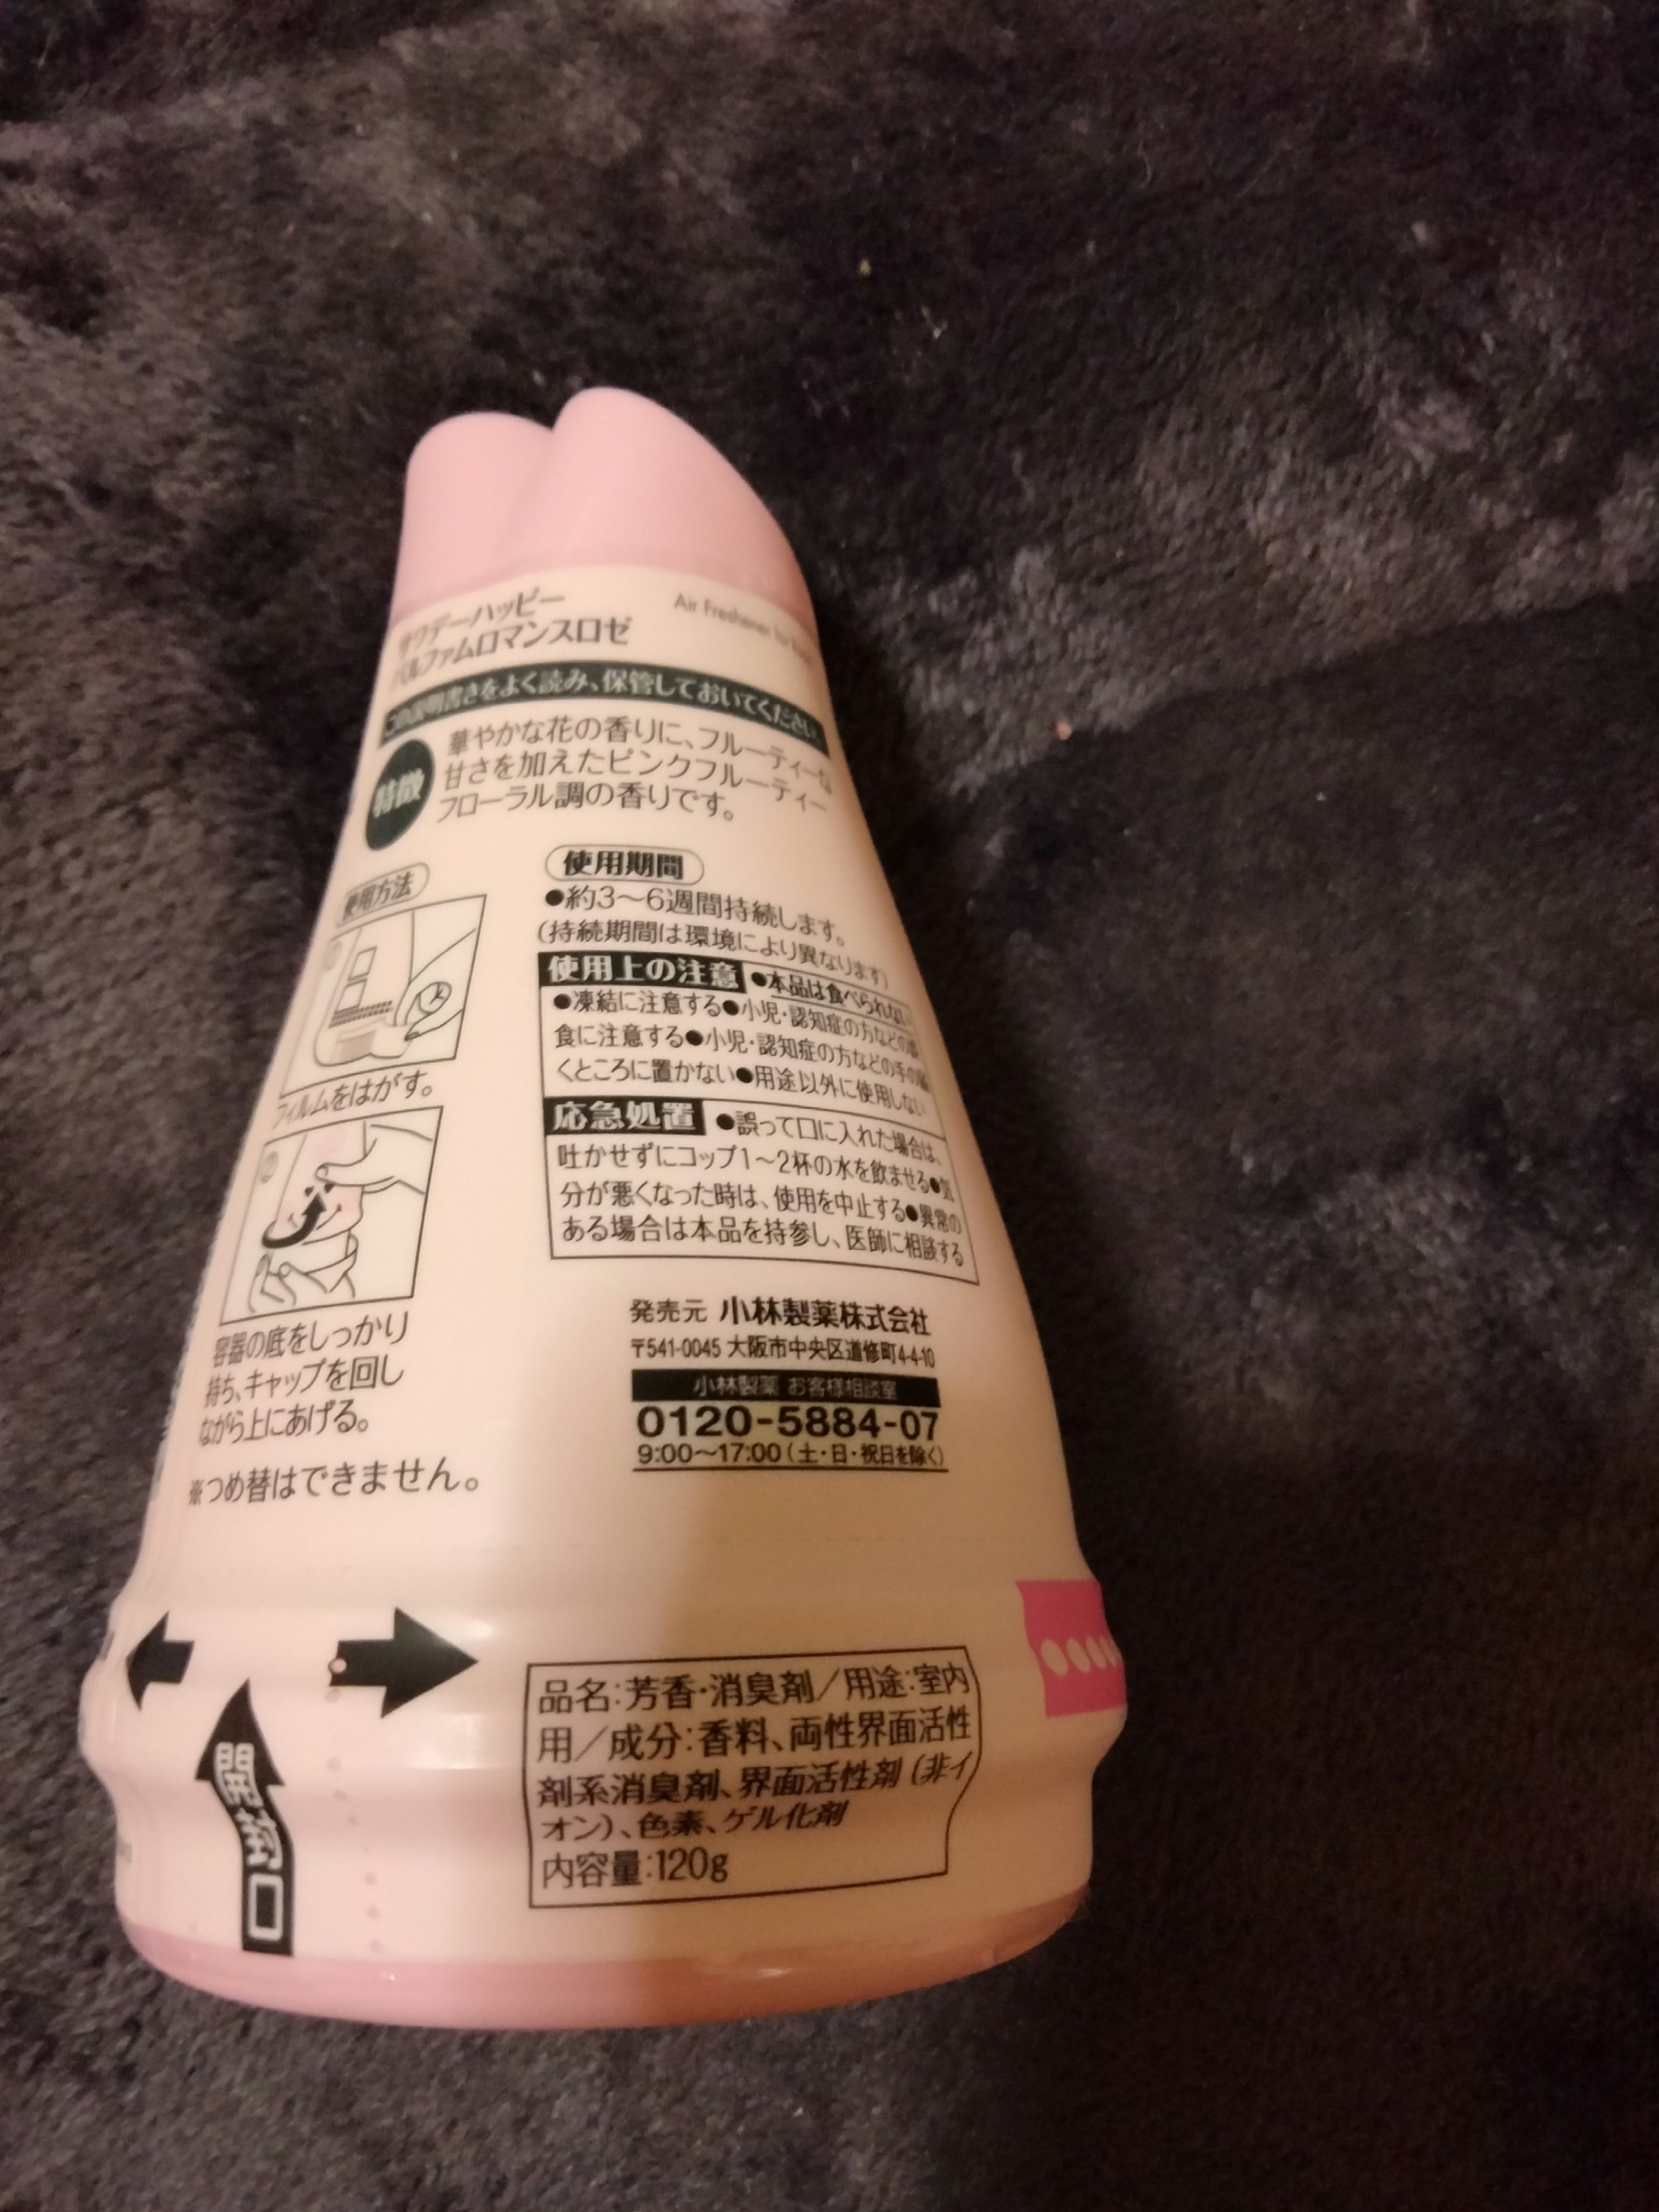 サワデーハッピー
パルファムロマンスロゼ
Air Freshener for
この説明書きをよく読み、保管しておいてください。
特徴
華やかな花の香りに、フルーティーな
甘さを加えたピンクフルーティー
フローラル調の香りです。
使用方法
①
フィルムをはがす。
②
容器の底をしっかり
持ち、キャップを回し
ながら上にあげる。
※つめ替はできません。
使用期間
●約3〜6週間持続します。
(持続期間は環境により異なります)
使用上の注意 ●本品は食べられない
●凍結に注意する●小児・認知症の方などの
食に注意する●小児・認知症の方などの手の届
くところに置かない●用途以外に使用しない
応急処置 ●誤って口に入れた場合は、
吐かせずにコップ1〜2杯の水を飲ませる●気
分が悪くなった時は、使用を中止する●異常の
ある場合は本品を持参し、医師に相談する
発売元 小林製薬株式会社
〒541-0045 大阪市中央区道修町4-4-10
小林製薬 お客様相談室
0120-5884-07
9:00〜17:00(土・日・祝日を除く)
開封口
品名:芳香・消臭剤/用途:室内
用/成分:香料、両性界面活性
剤系消臭剤、界面活性剤(非イ
オン)、色素、ゲル化剤
内容量:120g